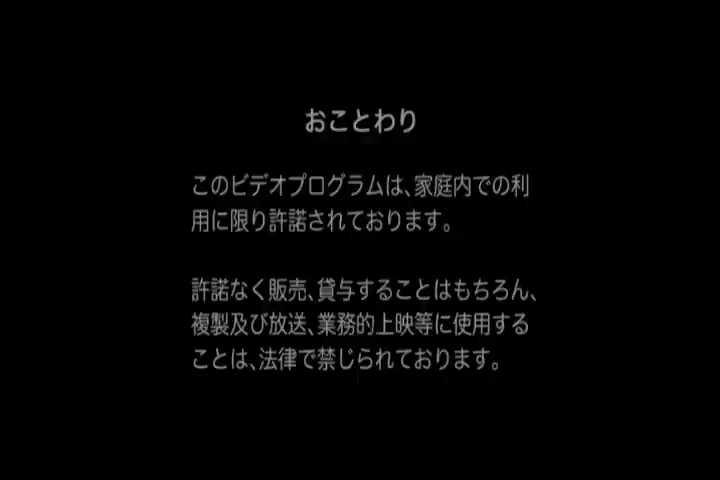 おことわり
このビデオプログラムは、家庭内での利
用に限り許諾されております。
許諾なく販売、貸与することはもちろん、
複製及び放送、業務的上映等に使用する
ことは、法律で禁じられております。